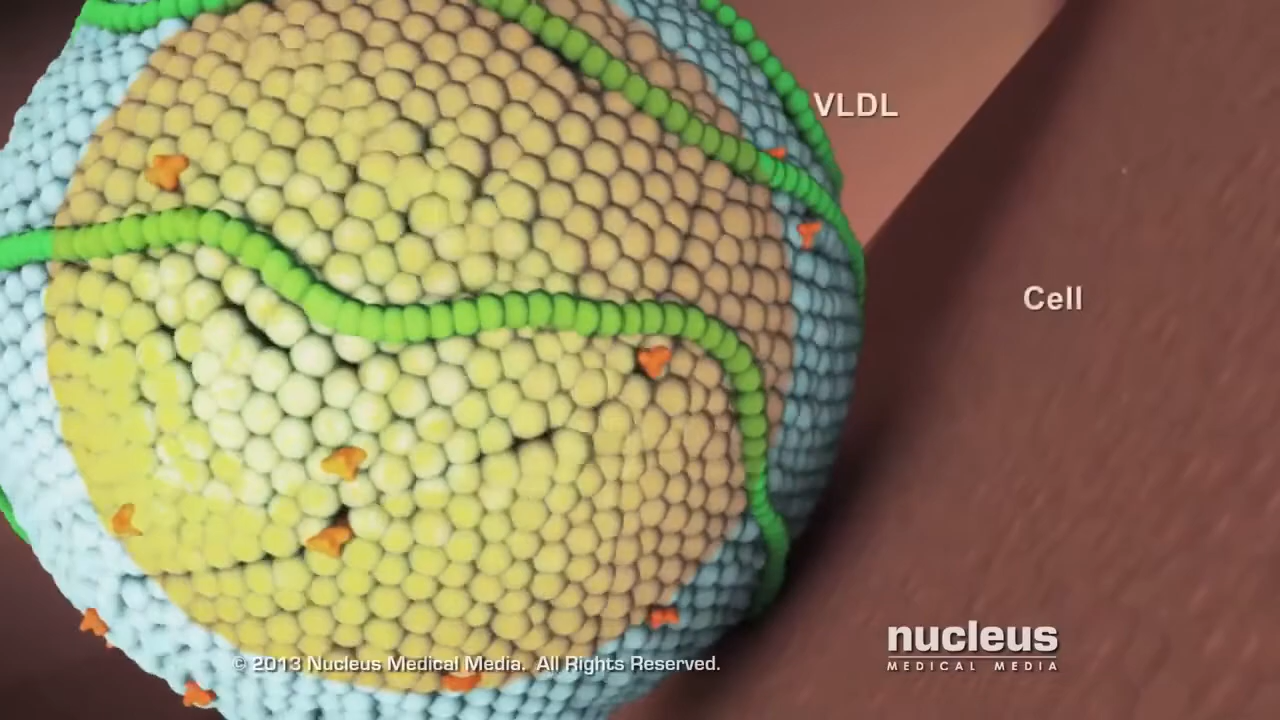 VLDL
Cell
nucleus
MEDICAL MEDIA
© 2013 Nucleus Medical Media. All Rights Reserved.